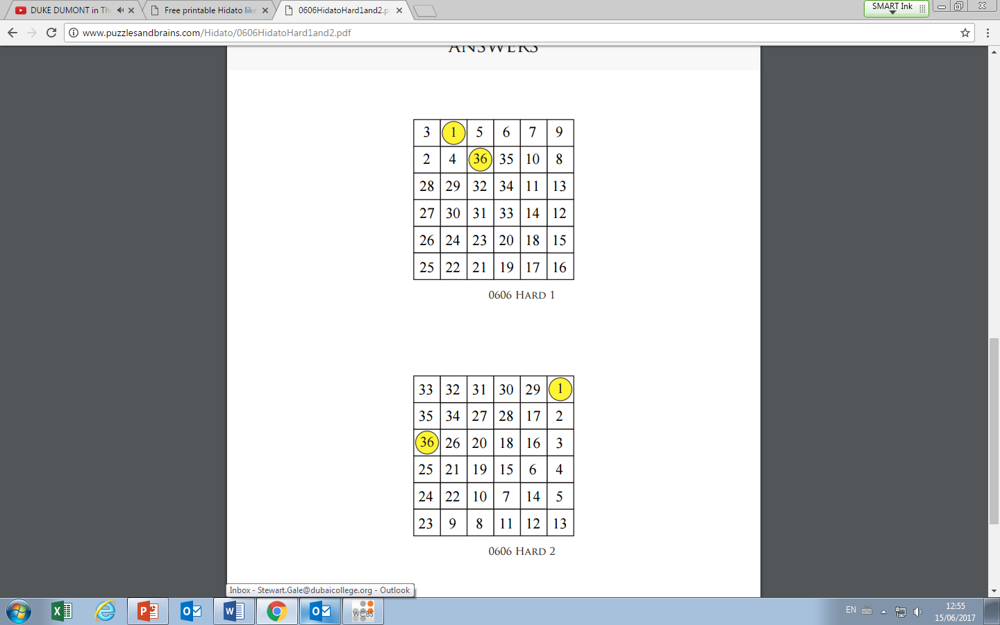 DUKE DUMONT in Th
Free printable Hidato like
0606HidatoHard1and2.p
SMART Ink
www.puzzlesandbrains.com/Hidato/0606HidatoHard1and2.pdf
ANSWERS
3 1 5 6 7 9
2 4 36 35 10 8
28 29 32 34 11 13
27 30 31 33 14 12
26 24 23 20 18 15
25 22 21 19 17 16
0606 HARD 1
33 32 31 30 29 1
35 34 27 28 17 2
36 26 20 18 16 3
25 21 19 15 6 4
24 22 10 7 14 5
23 9 8 11 12 13
0606 HARD 2
Inbox - Stewart.Gale@dubaicollege.org - Outlook
WCBS
EN
12:55
15/06/2017